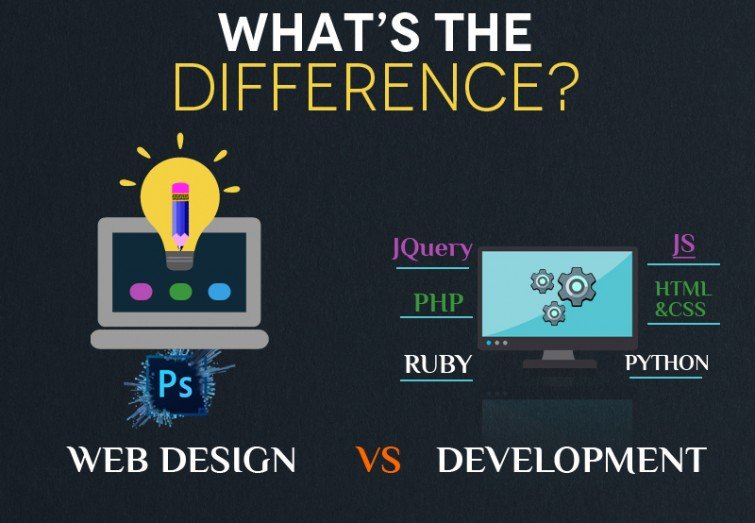 WHAT'S THE
DIFFERENCE?
JQuery
PHP
RUBY
JS
HTML
&CSS
PYTHON
Ps
WEB DESIGN VS DEVELOPMENT